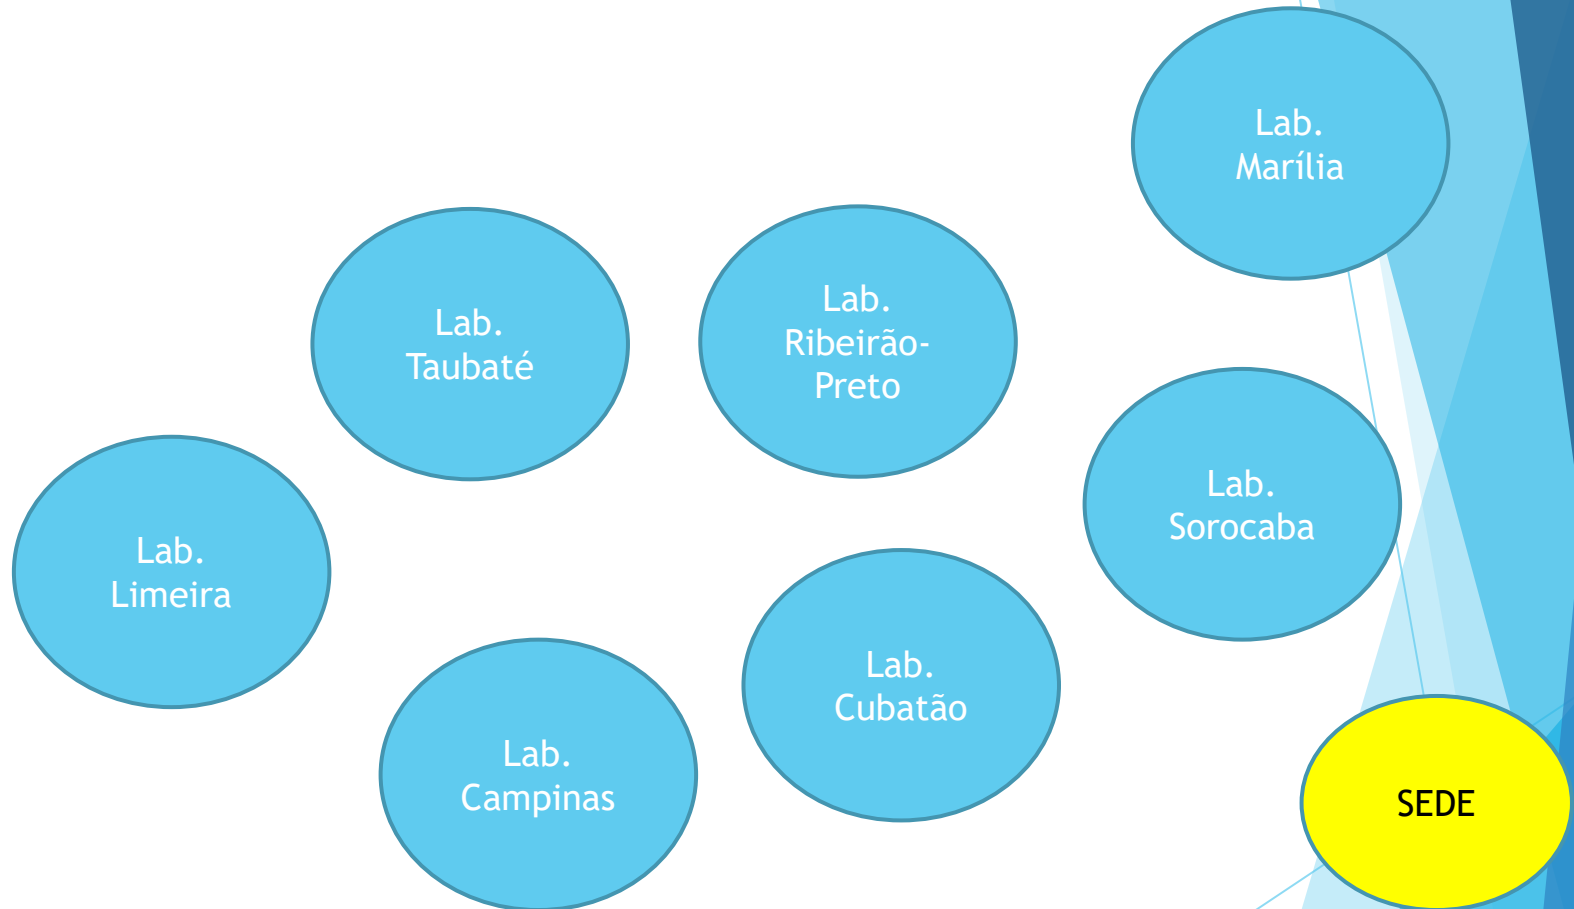 Lab.
Marília
Lab.
Taubaté
Lab.
Ribeirão-
Preto
Lab.
Sorocaba
Lab.
Limeira
Lab.
Cubatão
Lab.
Campinas
SEDE